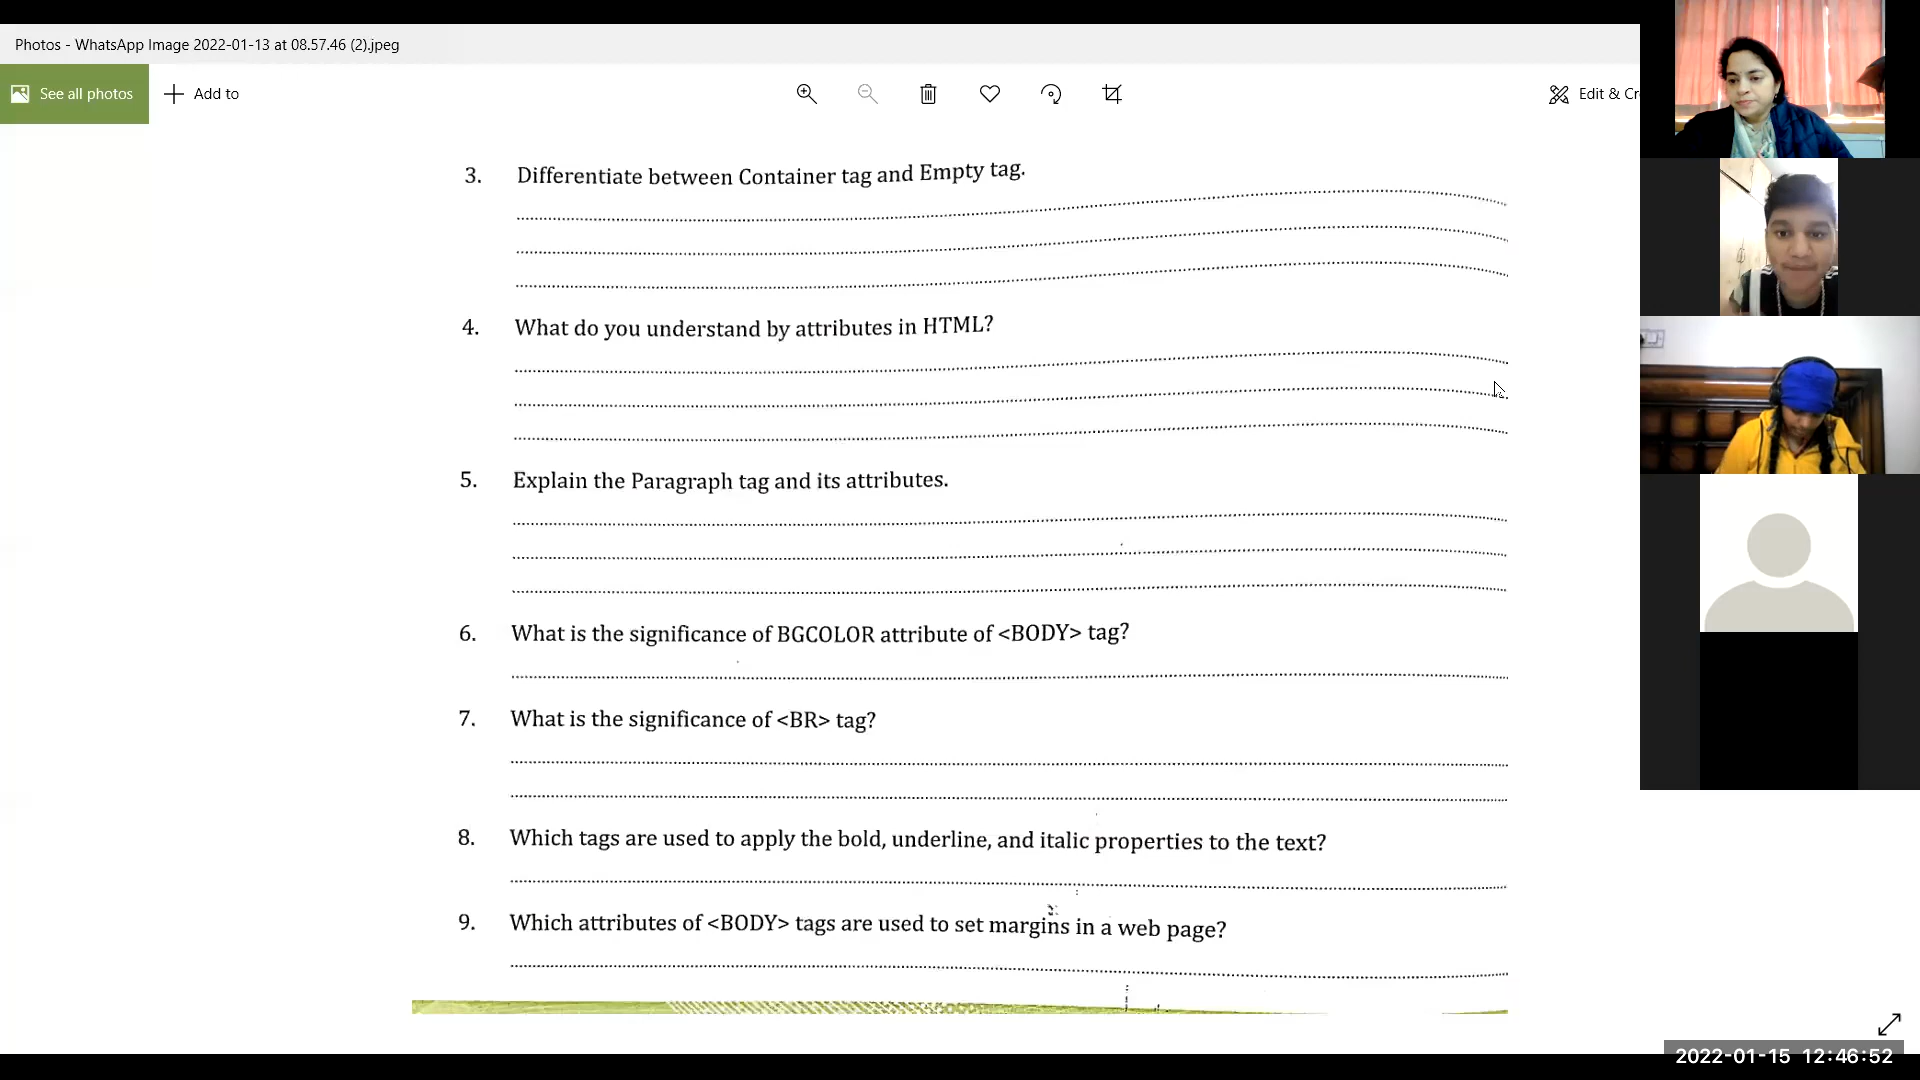 Photos - WhatsApp Image 2022-01-13 at 08.57.46 (2).jpeg
See all photos
Add to
Edit & Cr
3. Differentiate between Container tag and Empty tag.
4. What do you understand by attributes in HTML?
5. Explain the Paragraph tag and its attributes.
6. What is the significance of BGCOLOR attribute of <BODY> tag?
7. What is the significance of <BR> tag?
8. Which tags are used to apply the bold, underline, and italic properties to the text?
9. Which attributes of <BODY> tags are used to set margins in a web page?
2022-01-15 12:46:52